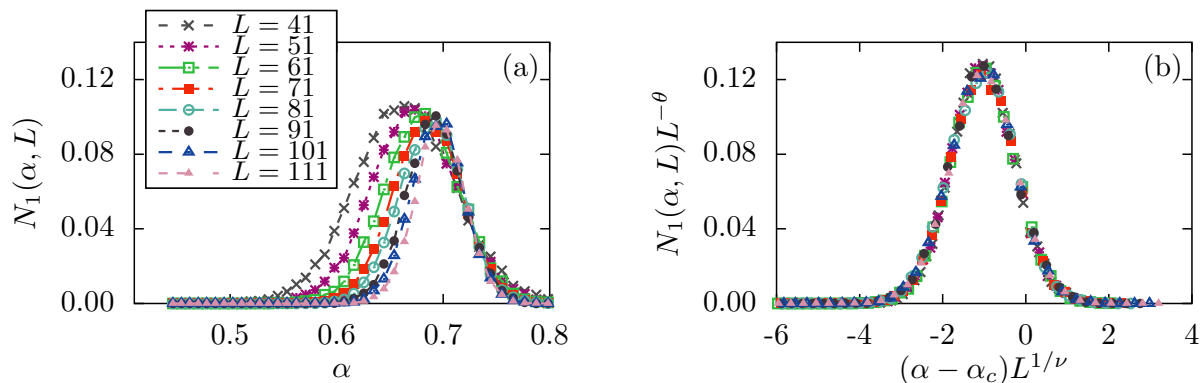 L = 41
L = 51
L = 61
L = 71
L = 81
L = 91
L = 101
L = 111
(a)
N₁(α, L)
0.12
0.08
0.04
0.00
0.5 0.6 0.7 0.8
α
(b)
N₁(α, L)L^{−θ}
0.12
0.08
0.04
0.00
-6 -4 -2 0 2 4
(α − α_c)L^{1/ν}